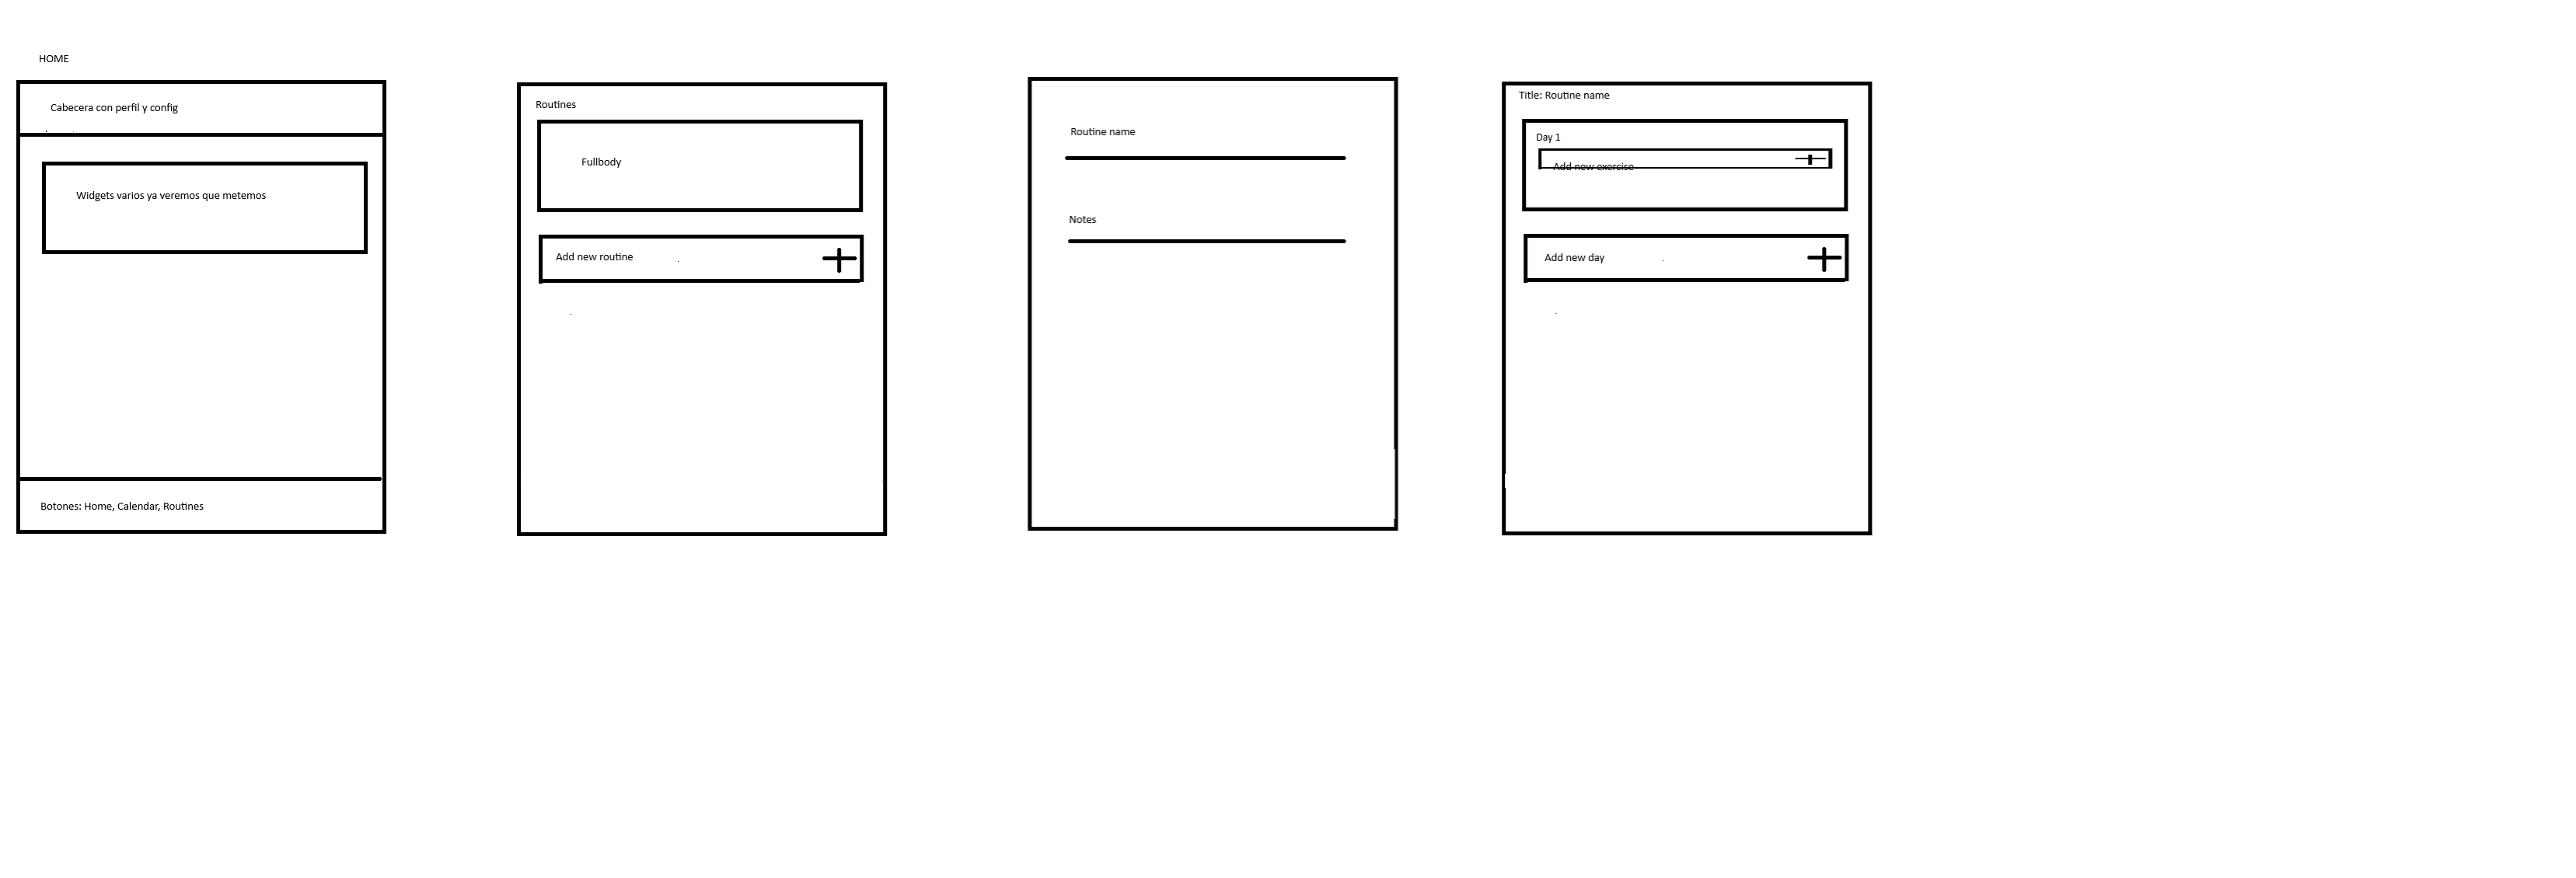 HOME
Cabecera con perfil y config
Widgets varios ya veremos que metemos
Botones: Home, Calendar, Routines
Routines
Fullbody
Add new routine
Routine name
Notes
Title: Routine name
Day 1
Add new exercise
Add new day